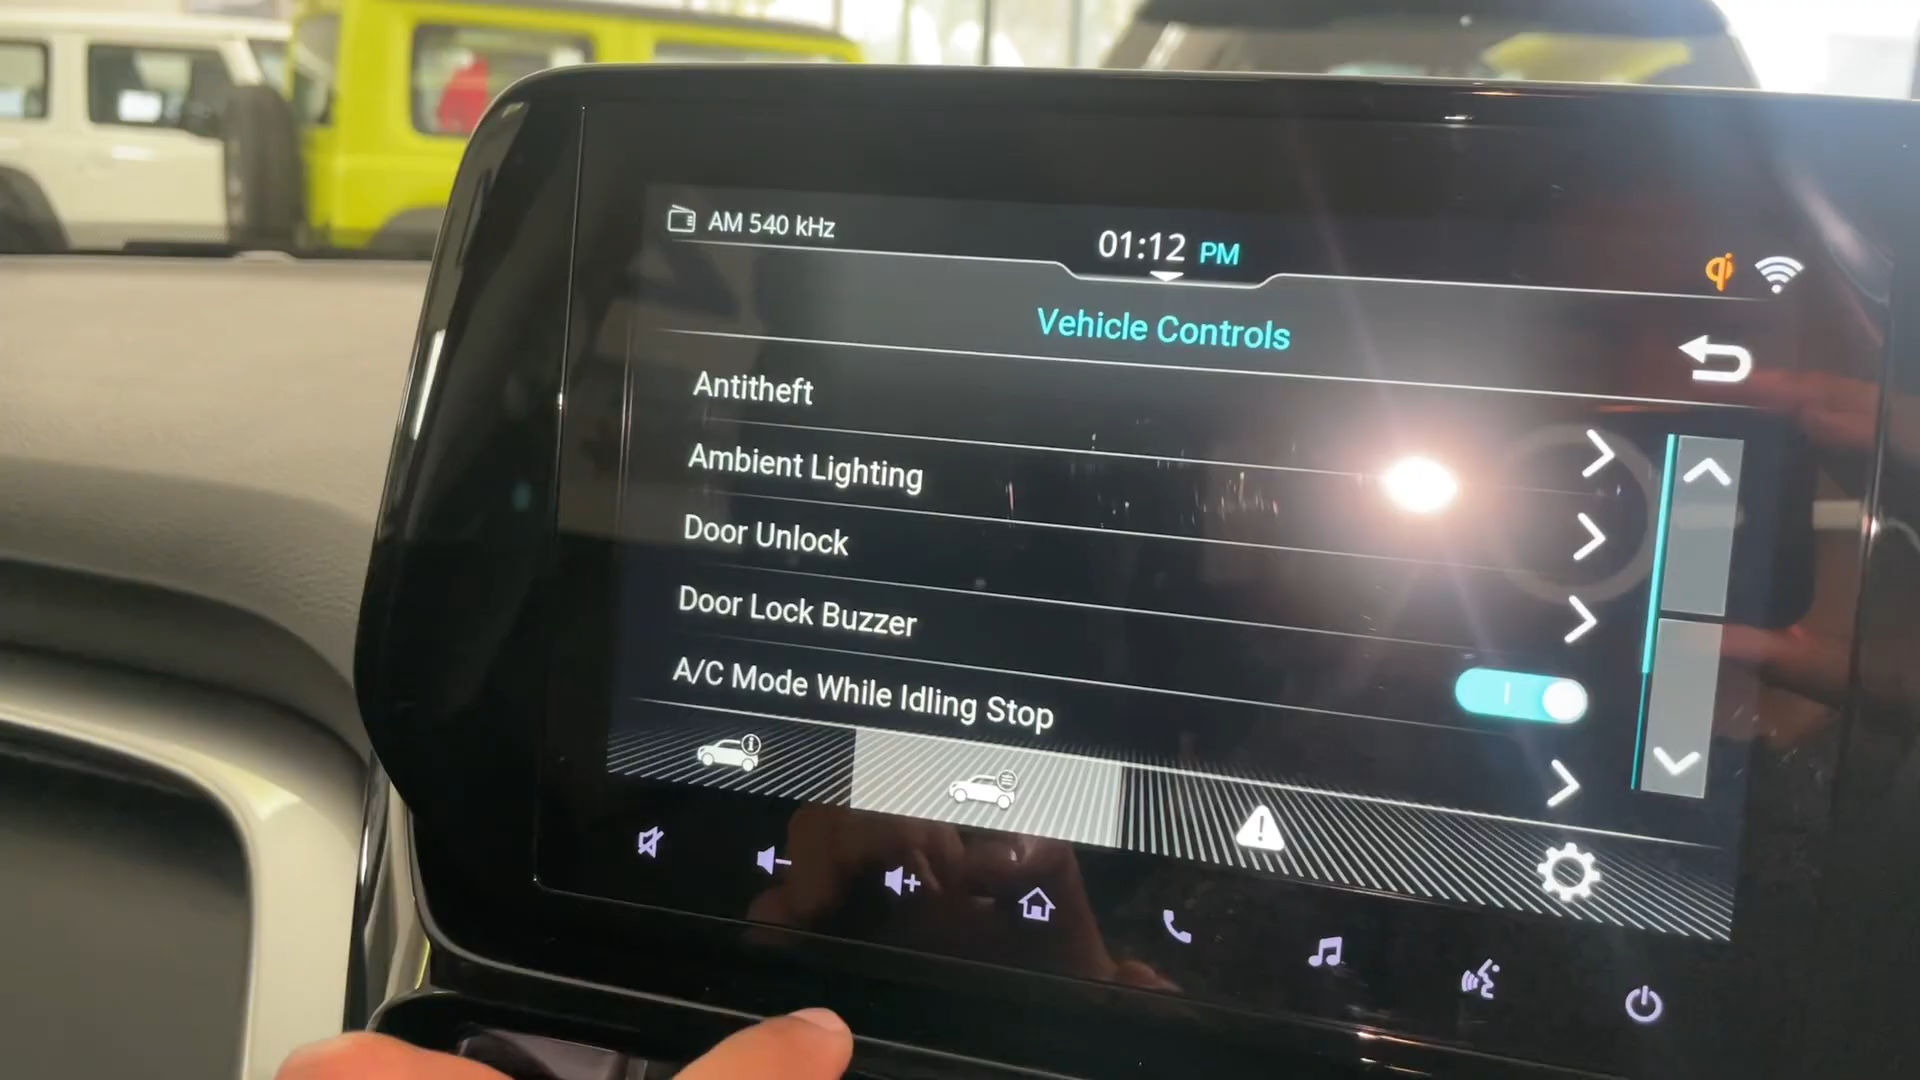 AM 540 kHz
01:12 PM
Vehicle Controls
Antitheft
Ambient Lighting
Door Unlock
Door Lock Buzzer
A/C Mode While Idling Stop